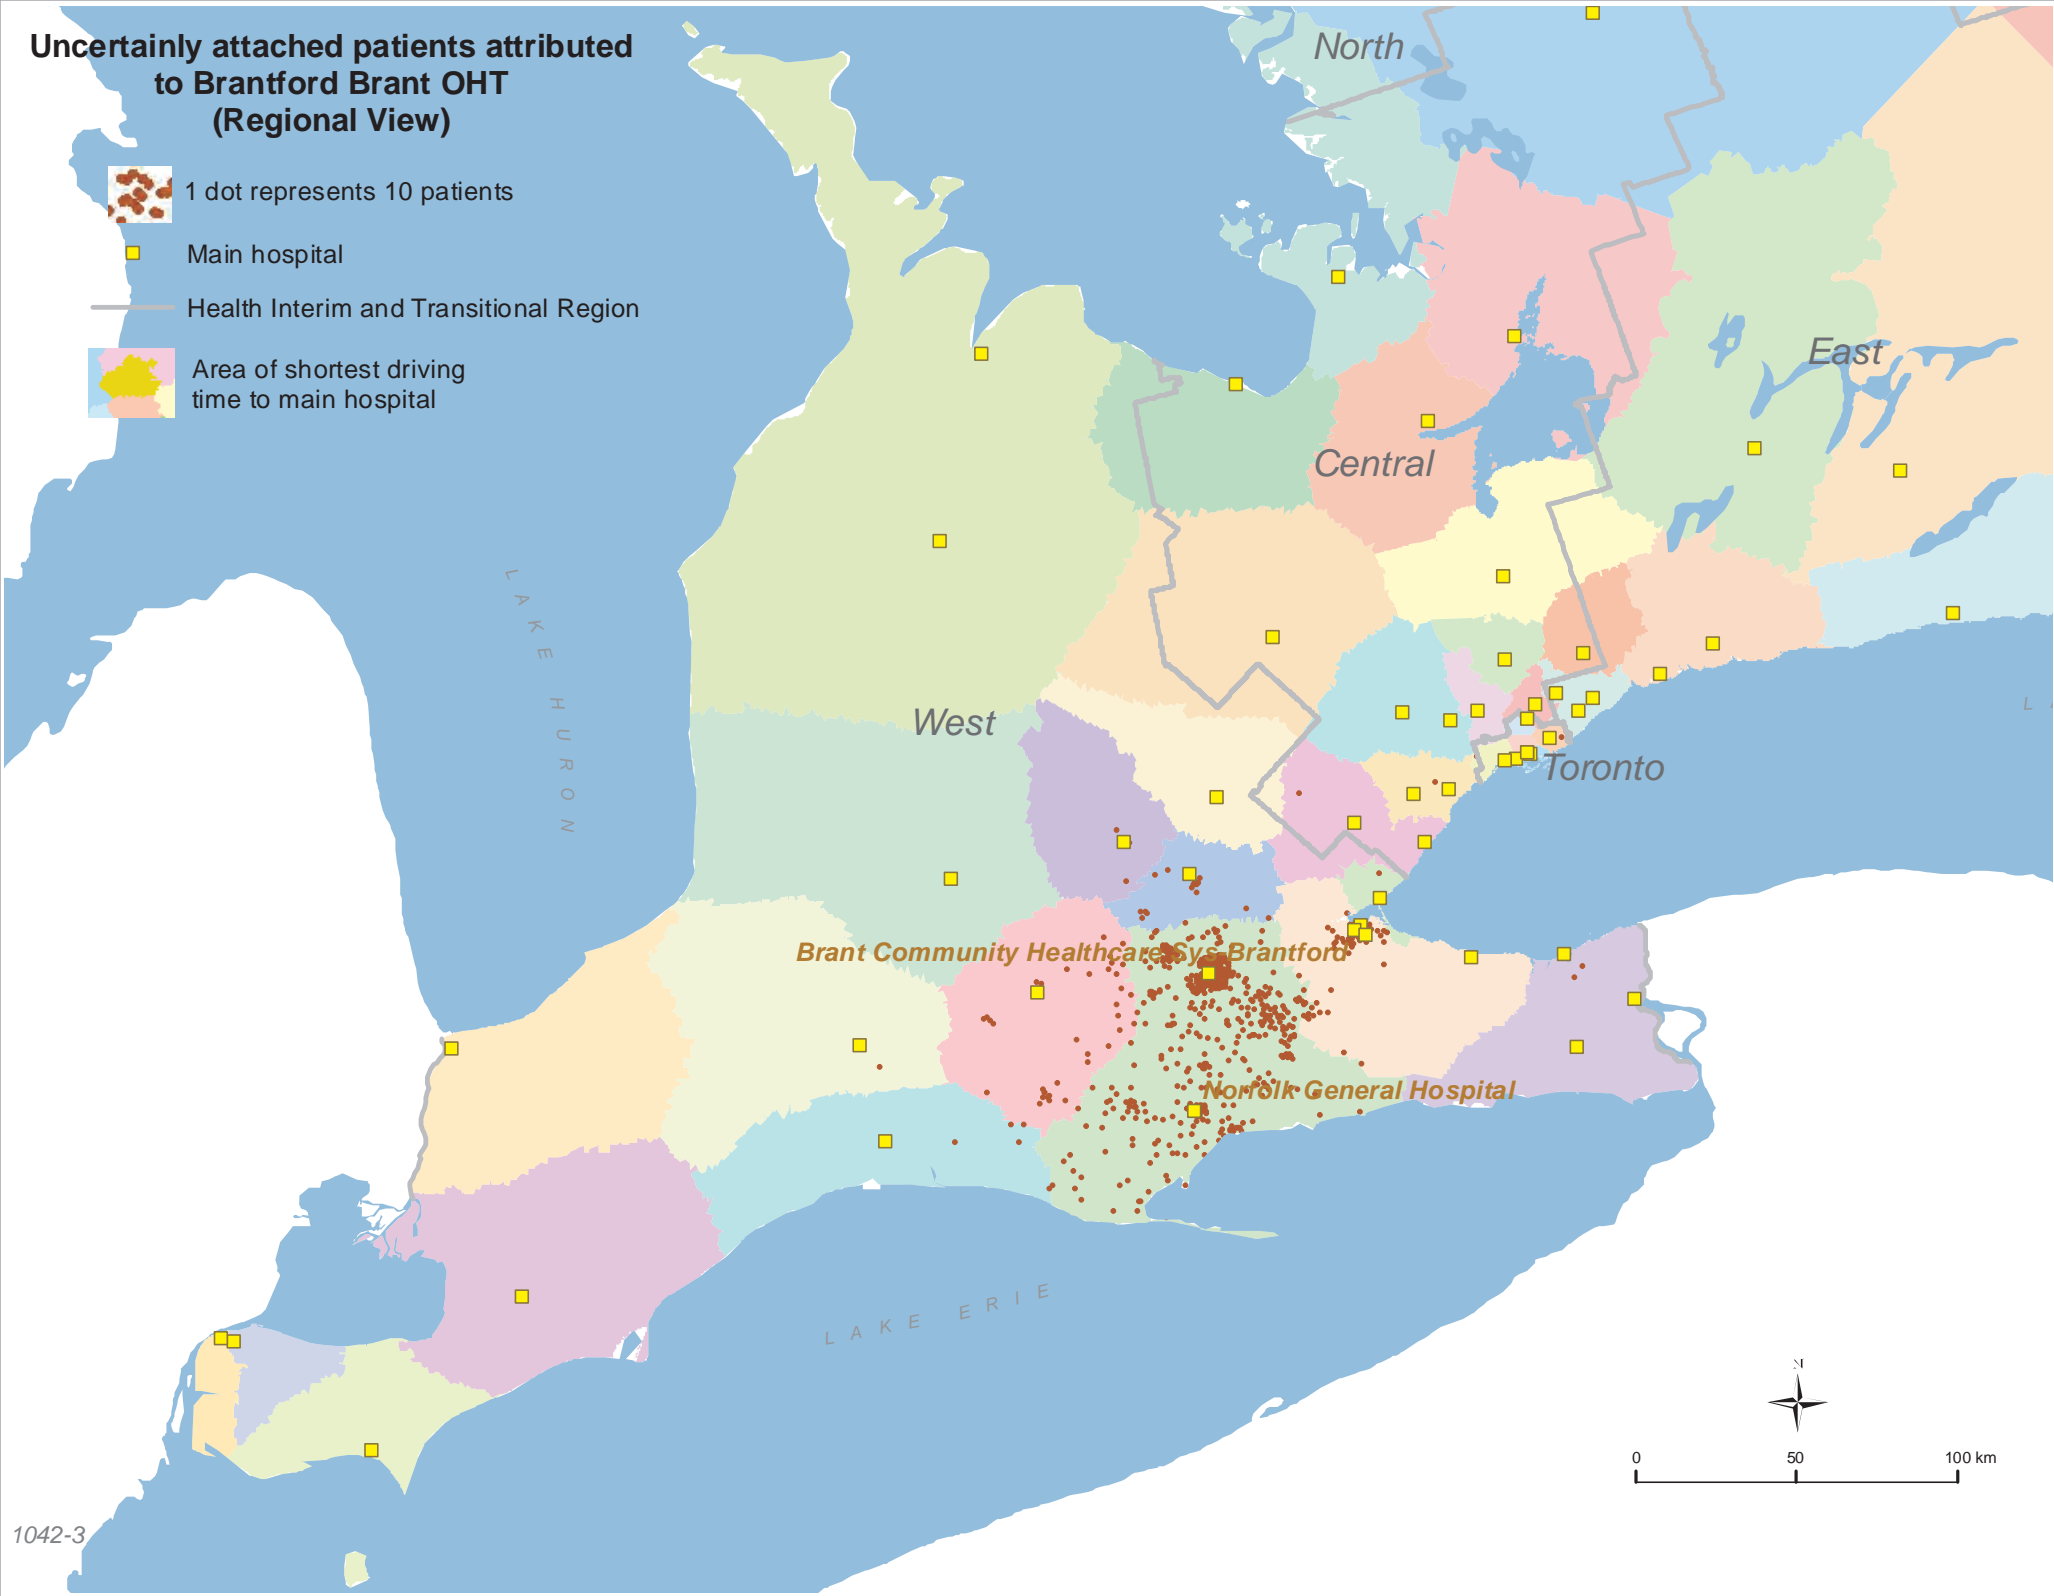 Uncertainly attached patients attributed
to Brantford Brant OHT
(Regional View)
1 dot represents 10 patients
Main hospital
Health Interim and Transitional Region
Area of shortest driving
time to main hospital
North
East
Central
West
Toronto
LAKE HURON
L A
Brant Community Healthcare Sys-Brantford
Norfolk General Hospital
LAKE ERIE
N
0 50 100 km
1042-3